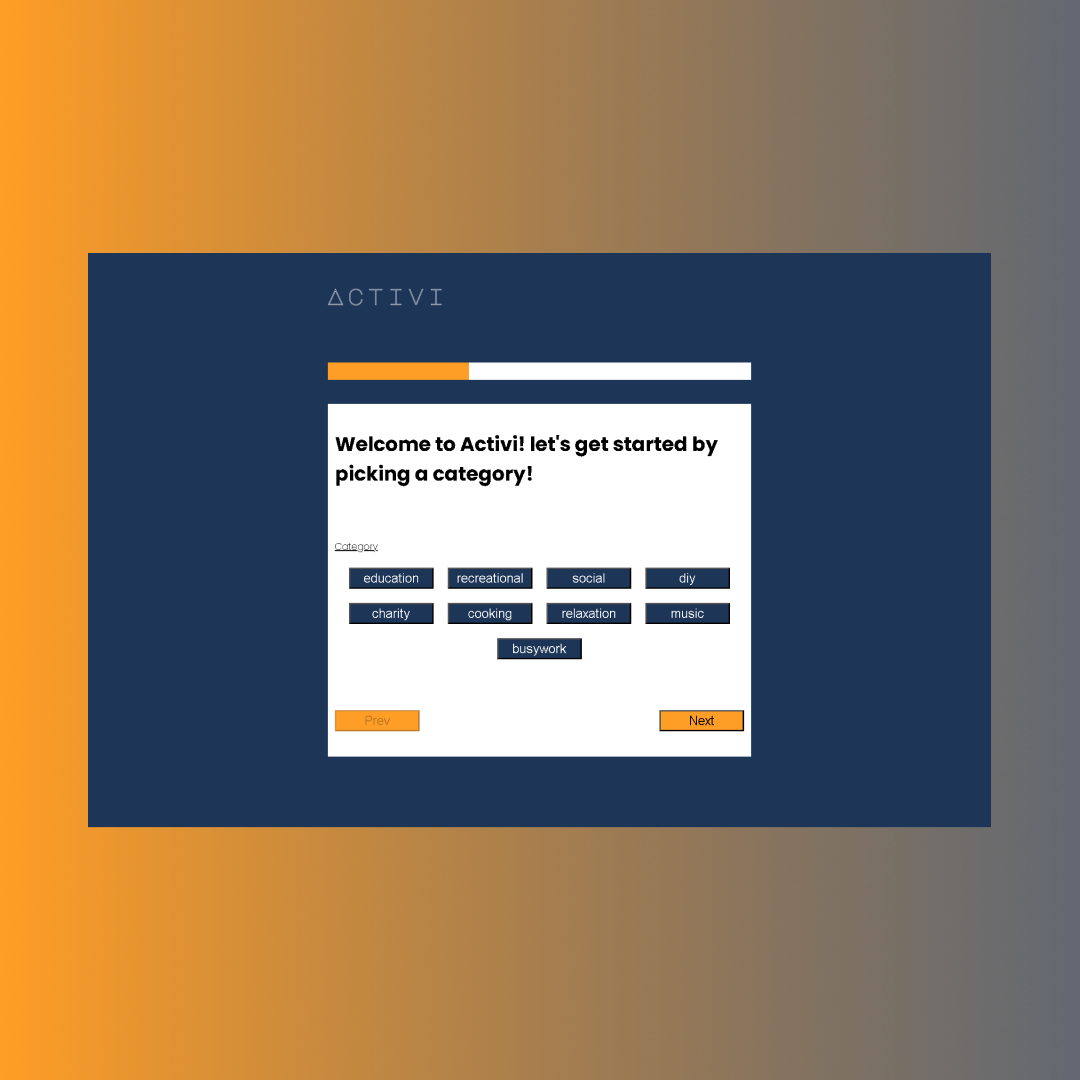 ACTIVI
Welcome to Activi! let's get started by
picking a category!
Category
education recreational social diy
charity cooking relaxation music
busywork
Prev Next